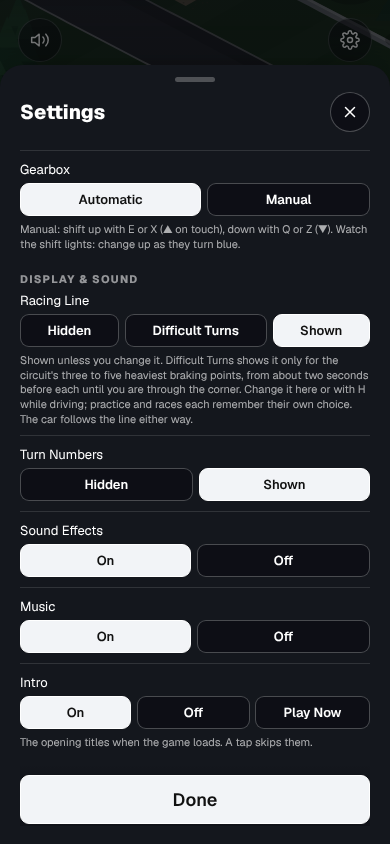 Settings
Gearbox
Automatic
Manual
Manual: shift up with E or X (▲ on touch), down with Q or Z (▼). Watch
the shift lights: change up as they turn blue.
DISPLAY & SOUND
Racing Line
Hidden
Difficult Turns
Shown
Shown unless you change it. Difficult Turns shows it only for the
circuit's three to five heaviest braking points, from about two seconds
before each until you are through the corner. Change it here or with H
while driving; practice and races each remember their own choice.
The car follows the line either way.
Turn Numbers
Hidden
Shown
Sound Effects
On
Off
Music
On
Off
Intro
On
Off
Play Now
The opening titles when the game loads. A tap skips them.
Done